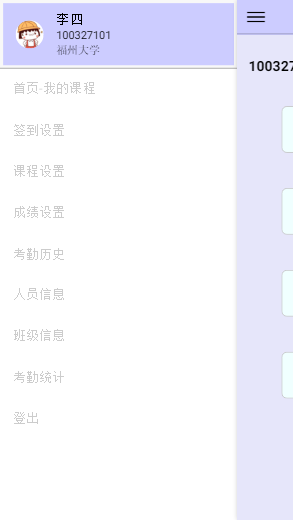 李四
100327101
福州大学
首页-我的课程
签到设置
课程设置
成绩设置
考勤历史
人员信息
班级信息
考勤统计
登出
100327